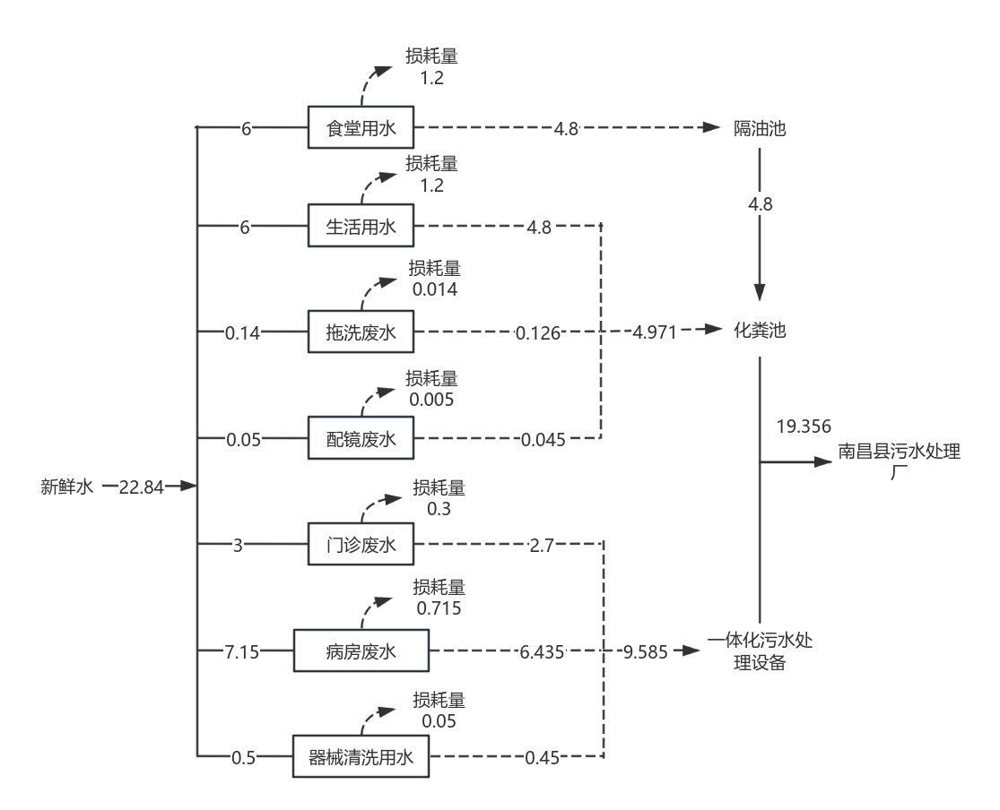 损耗量
1.2
6
食堂用水
4.8
隔油池
损耗量
1.2
4.8
6
生活用水
4.8
损耗量
0.014
0.14
拖洗废水
0.126
4.971
化粪池
损耗量
0.005
0.05
配镜废水
0.045
19.356
南昌县污水处理
厂
新鲜水
22.84
损耗量
0.3
3
门诊废水
2.7
损耗量
0.715
7.15
病房废水
6.435
9.585
一体化污水处
理设备
损耗量
0.05
0.5
器械清洗用水
0.45